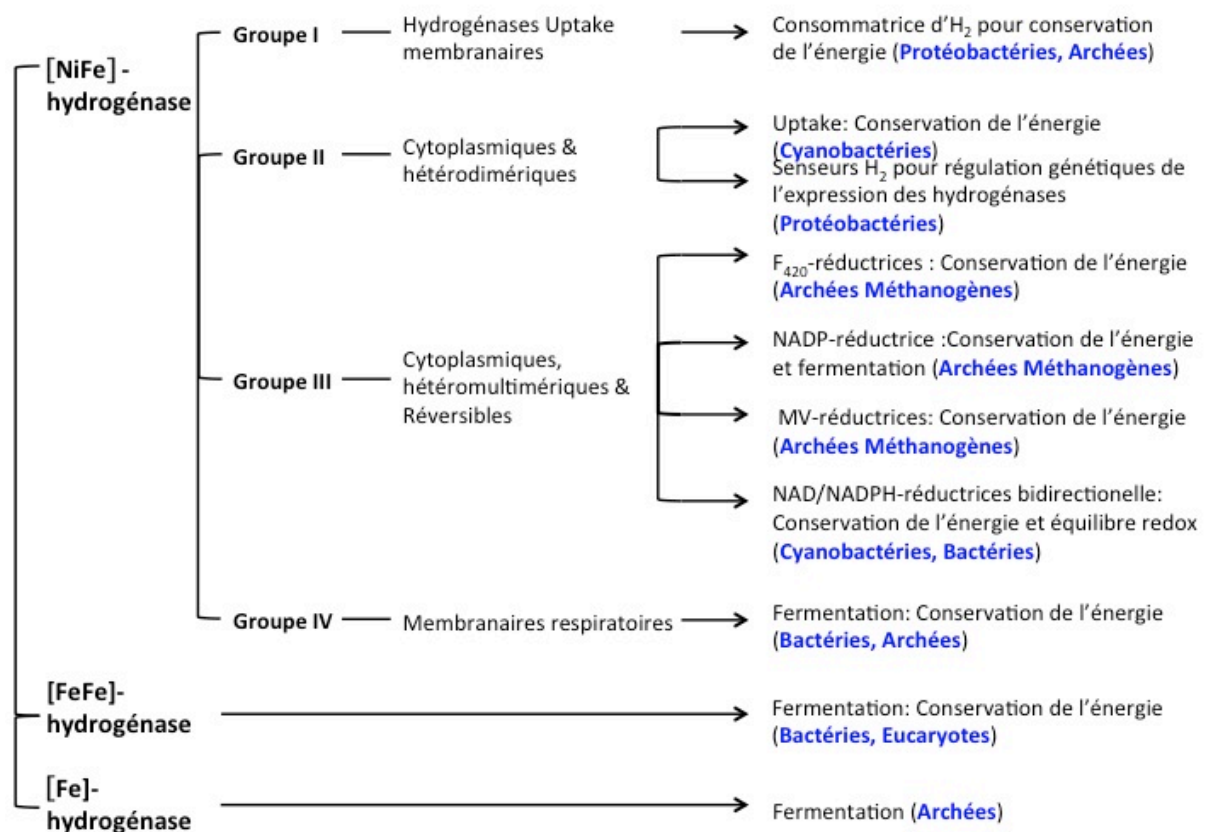 Groupe I
Hydrogénases Uptake
membranaires
Consommatrice d’H₂ pour conservation
de l’énergie (Protéobactéries, Archées)
[NiFe] -
hydrogénase
Groupe II
Cytoplasmiques &
hétérodimériques
Uptake: Conservation de l’énergie
(Cyanobactéries)
Senseurs H₂ pour régulation génétiques de
l’expression des hydrogénases
(Protéobactéries)
Groupe III
Cytoplasmiques,
hétéromultimériques &
Réversibles
F₄₂₀-réductrices : Conservation de l’énergie
(Archées Méthanogènes)
NADP-réductrice :Conservation de l’énergie
et fermentation (Archées Méthanogènes)
MV-réductrices: Conservation de l’énergie
(Archées Méthanogènes)
NAD/NADPH-réductrices bidirectionelle:
Conservation de l’énergie et équilibre redox
(Cyanobactéries, Bactéries)
Groupe IV
Membranaires respiratoires
Fermentation: Conservation de l’énergie
(Bactéries, Archées)
[FeFe]-
hydrogénase
Fermentation: Conservation de l’énergie
(Bactéries, Eucaryotes)
[Fe]-
hydrogénase
Fermentation (Archées)